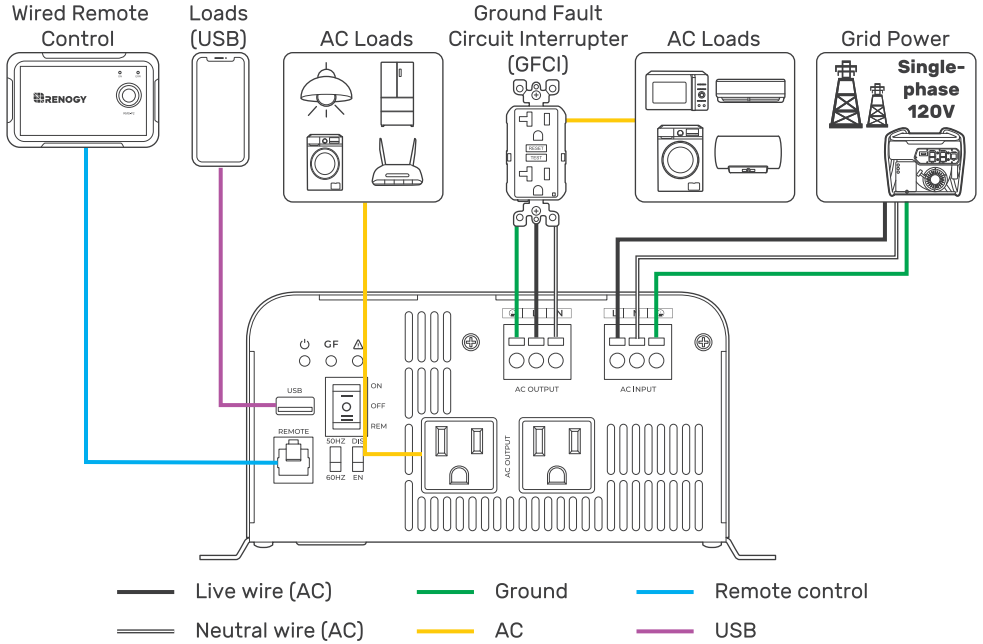 Wired Remote
Control
Loads
(USB)
AC Loads
Ground Fault
Circuit Interrupter
(GFCI)
AC Loads
Grid Power
RENOGY
Single-
phase
120V
RESET
TEST
L
N
AC OUTPUT
AC INPUT
GF
USB
ON
OFF
REM
REMOTE
50HZ
DIS
60HZ
EN
AC OUTPUT
Live wire (AC)
Ground
Remote control
Neutral wire (AC)
AC
USB